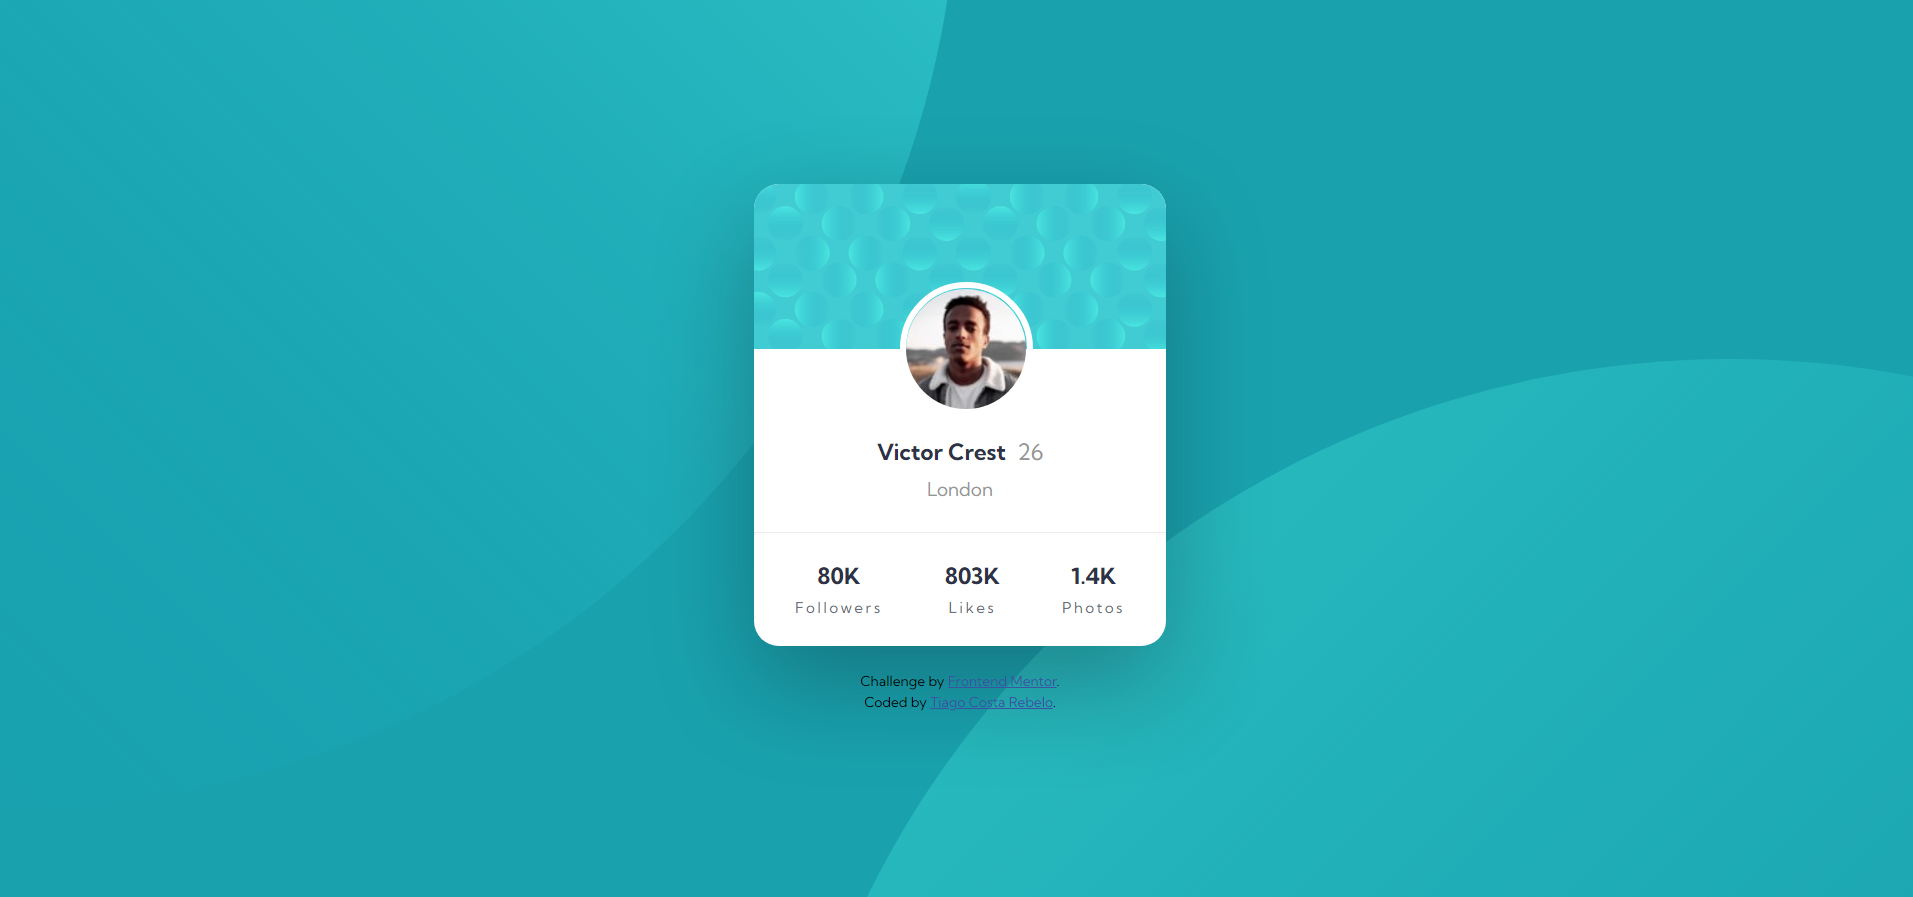 Victor Crest 26
London
80K 803K 1.4K
Followers Likes Photos
Challenge by Frontend Mentor.
Coded by Tiago Costa Rebelo.